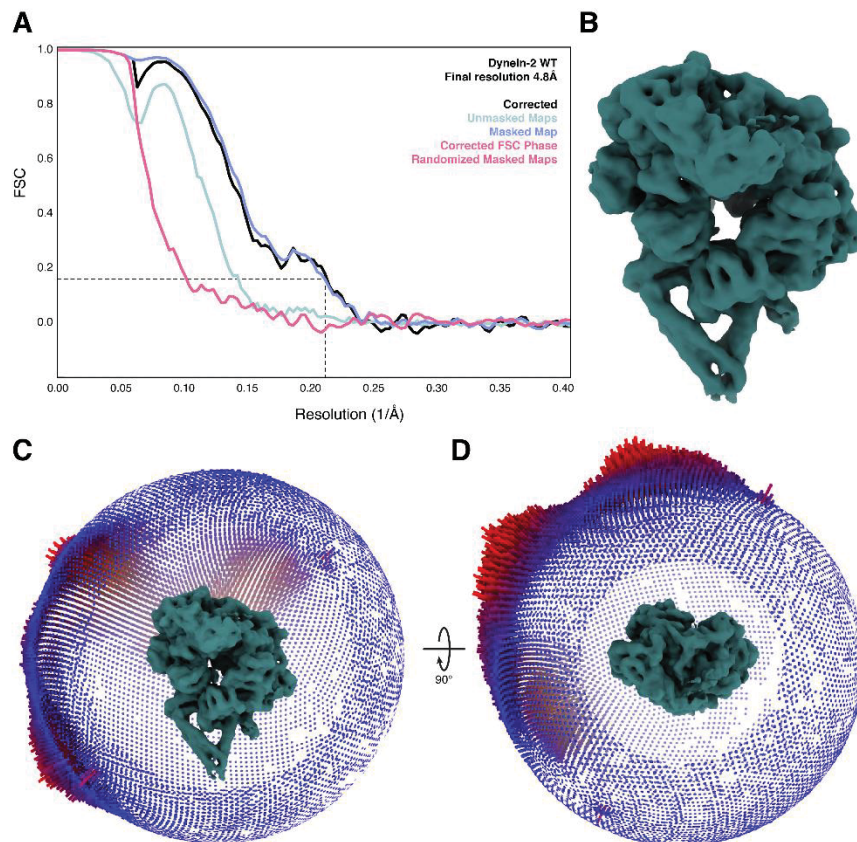 A
B
1.0
0.8
0.6
0.4
0.2
0.0
FSC
Dynein-2 WT
Final resolution 4.8Å
Corrected
Unmasked Maps
Masked Map
Corrected FSC Phase
Randomized Masked Maps
0.00 0.05 0.10 0.15 0.20 0.25 0.30 0.35 0.40
Resolution (1/Å)
C
D
90°